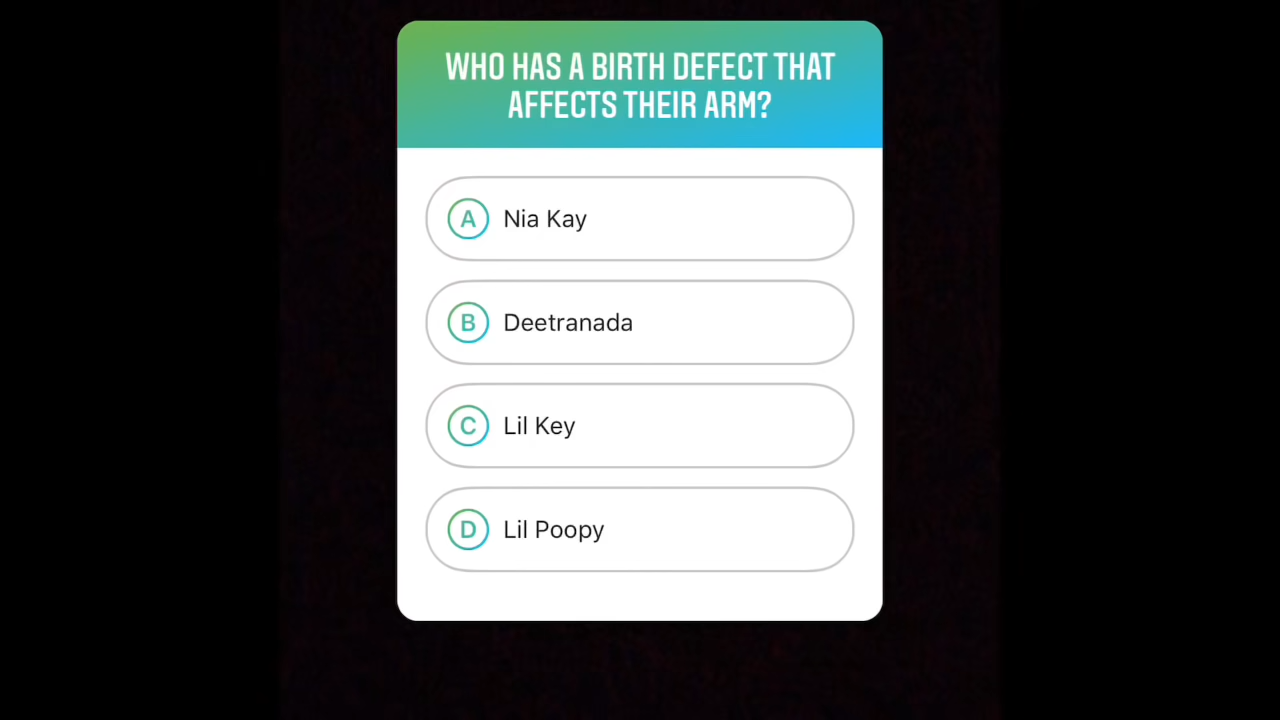 WHO HAS A BIRTH DEFECT THAT
AFFECTS THEIR ARM?
A Nia Kay
B Deetranada
C Lil Key
D Lil Poopy